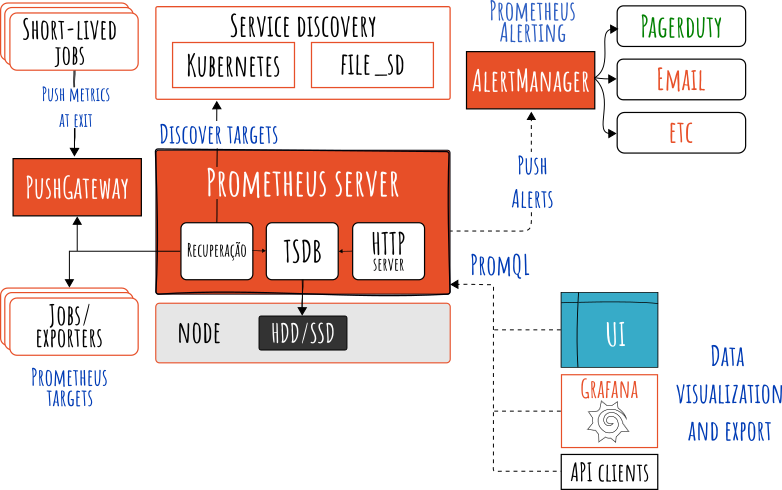 Short-lived
jobs
Push metrics
at exit
PushGateway
Jobs/
exporters
Prometheus
targets
Service discovery
Kubernetes
file_sd
Discover targets
Prometheus server
Recuperação
TSDB
HTTP
server
Node
HDD/SSD
Prometheus
Alerting
AlertManager
Pagerduty
Email
etc
Push
Alerts
PromQL
UI
Grafana
API clients
Data
visualization
and export